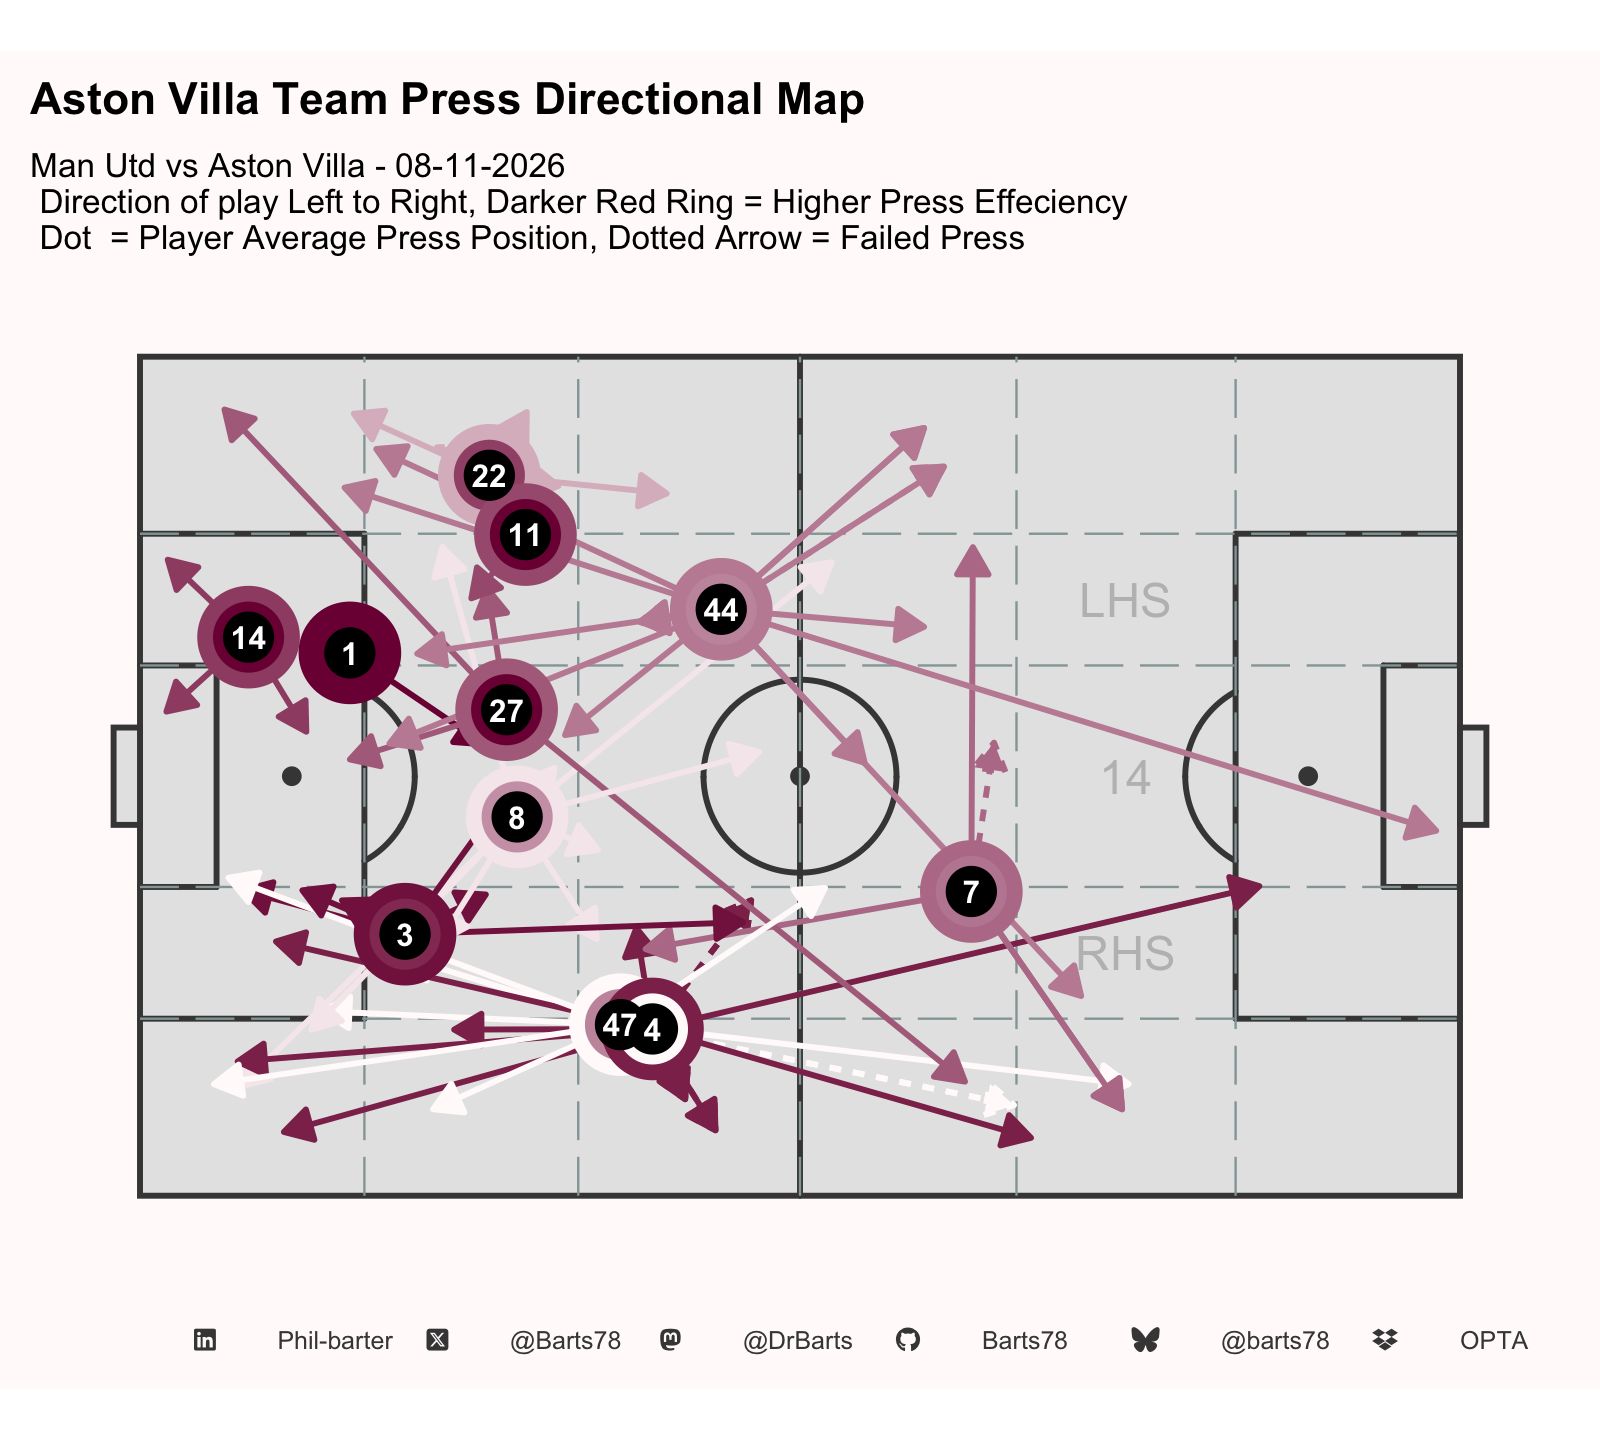 Aston Villa Team Press Directional Map
Man Utd vs Aston Villa - 08-11-2026
Direction of play Left to Right, Darker Red Ring = Higher Press Effeciency
Dot  = Player Average Press Position, Dotted Arrow = Failed Press
22
11
LHS
44
14
1
27
14
8
7
3
RHS
47
4
Phil-barter
@Barts78
@DrBarts
Barts78
@barts78
OPTA